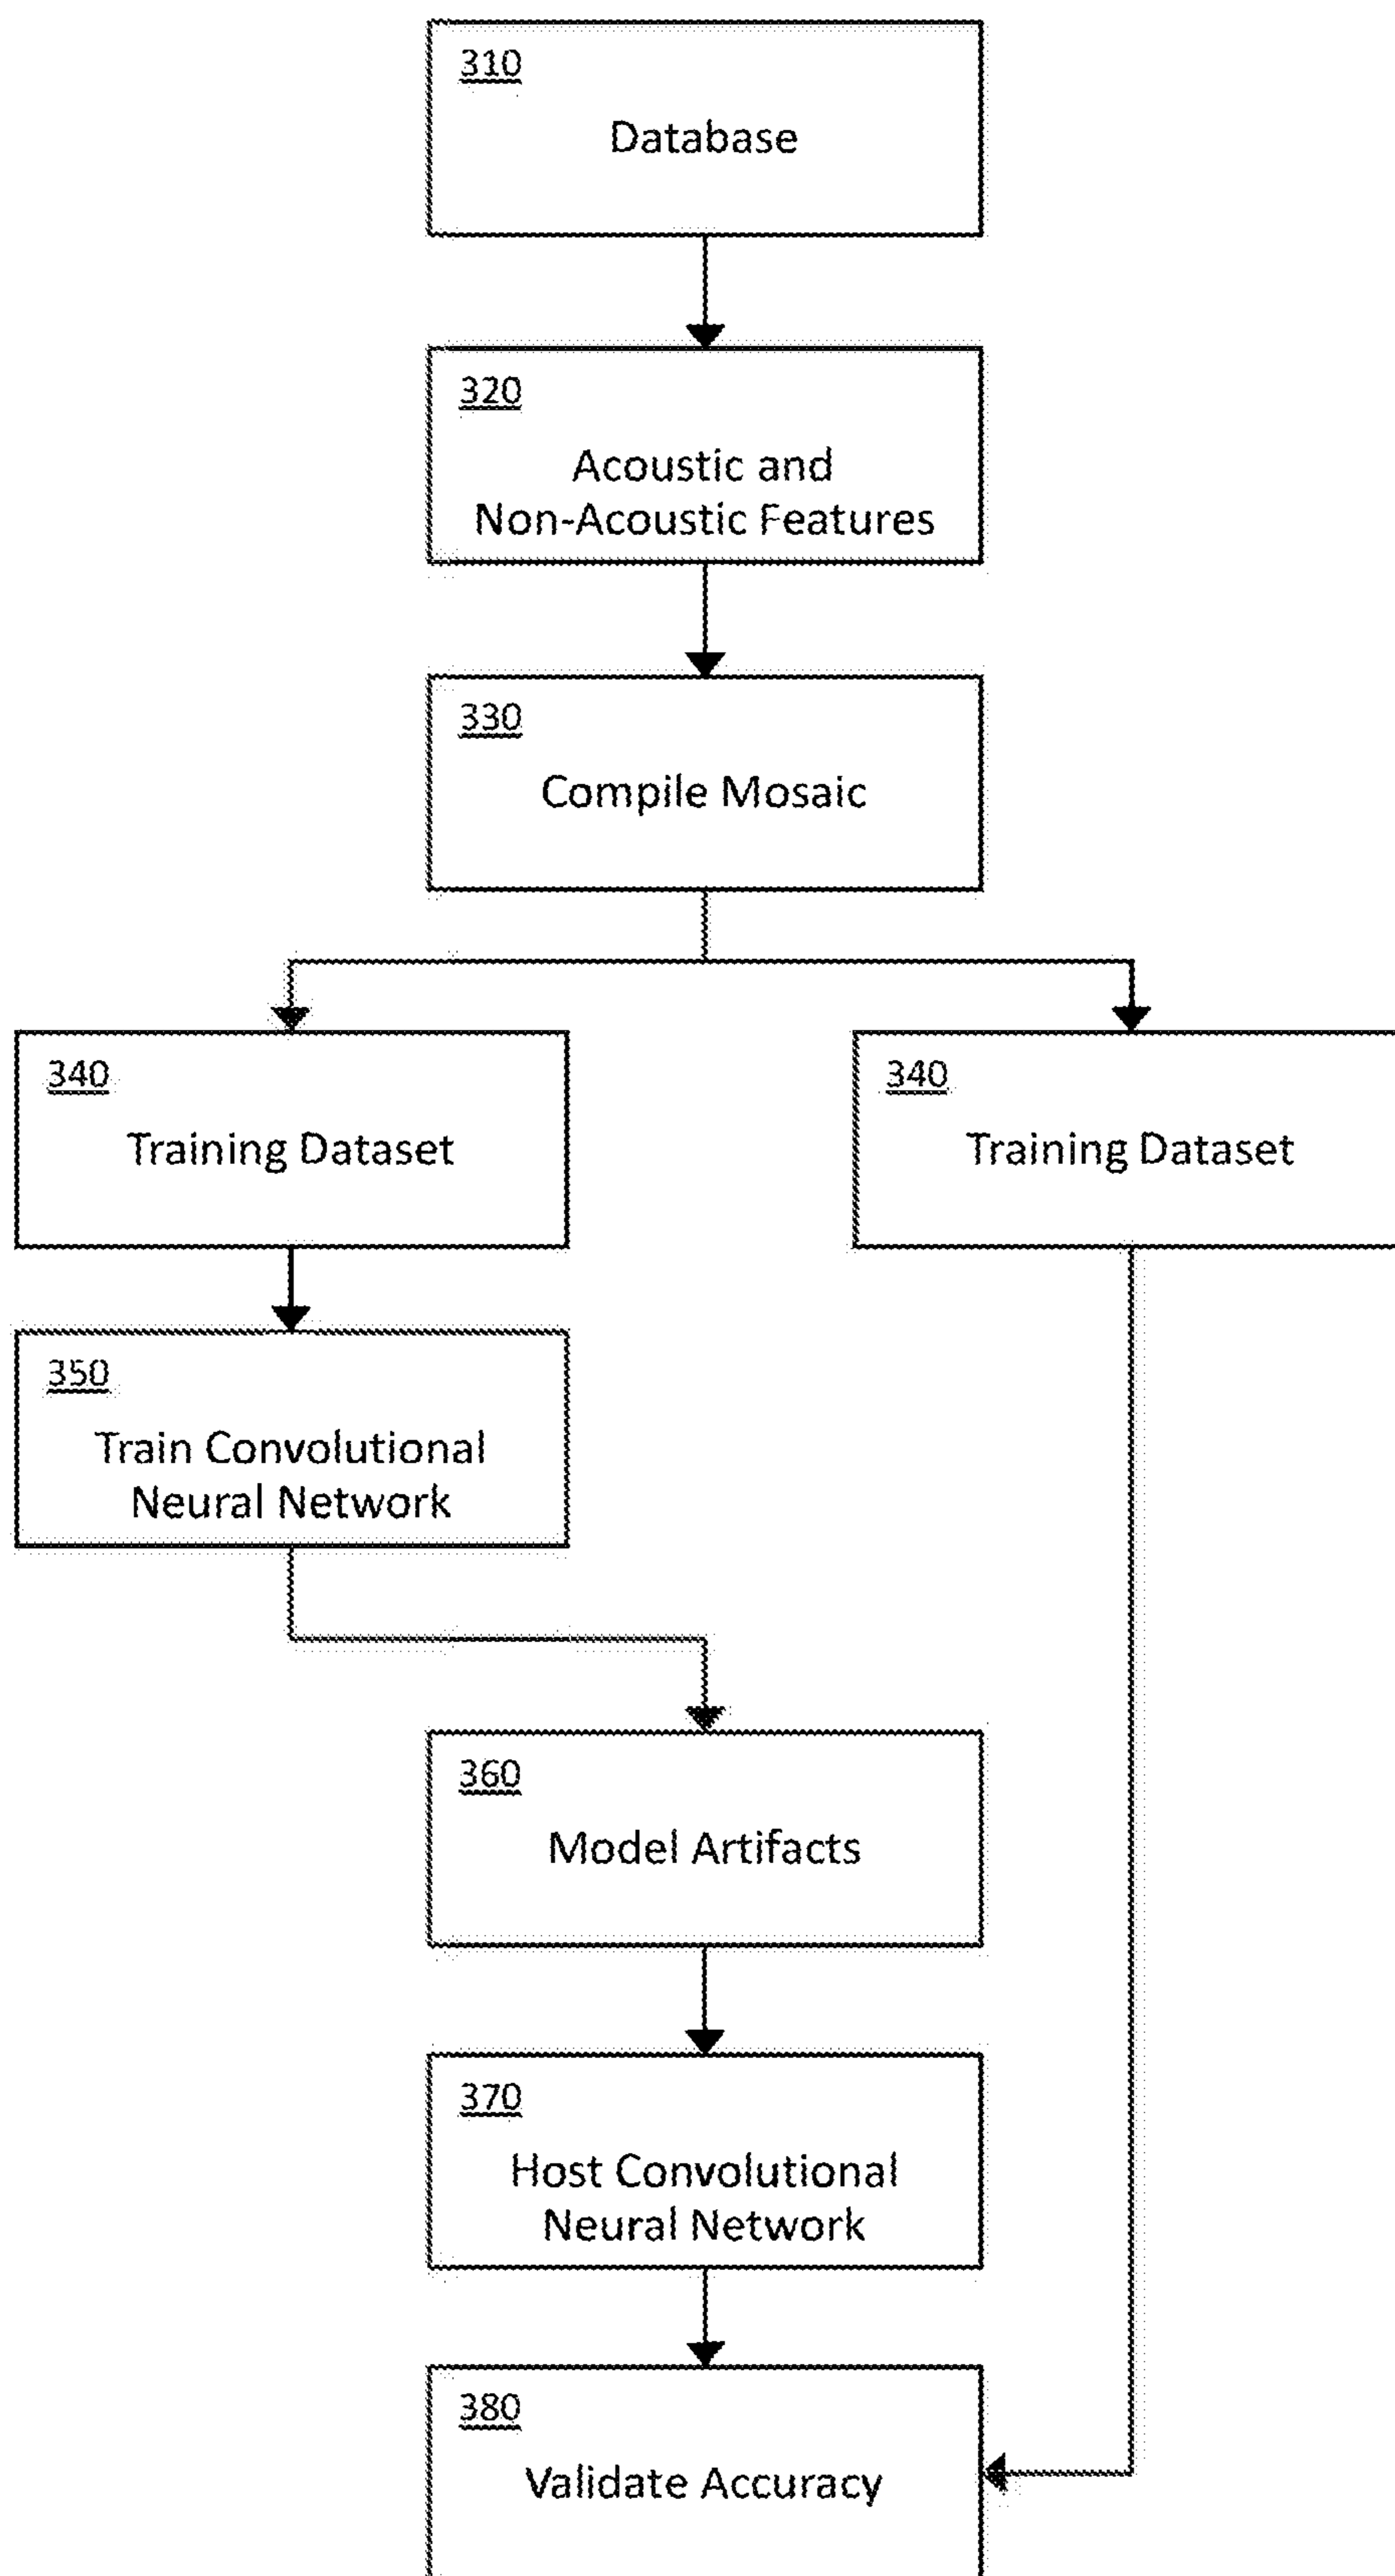 310
Database
320
Acoustic and
Non-Acoustic Features
330
Compile Mosaic
340
Training Dataset
340
Training Dataset
350
Train Convolutional
Neural Network
360
Model Artifacts
370
Host Convolutional
Neural Network
380
Validate Accuracy